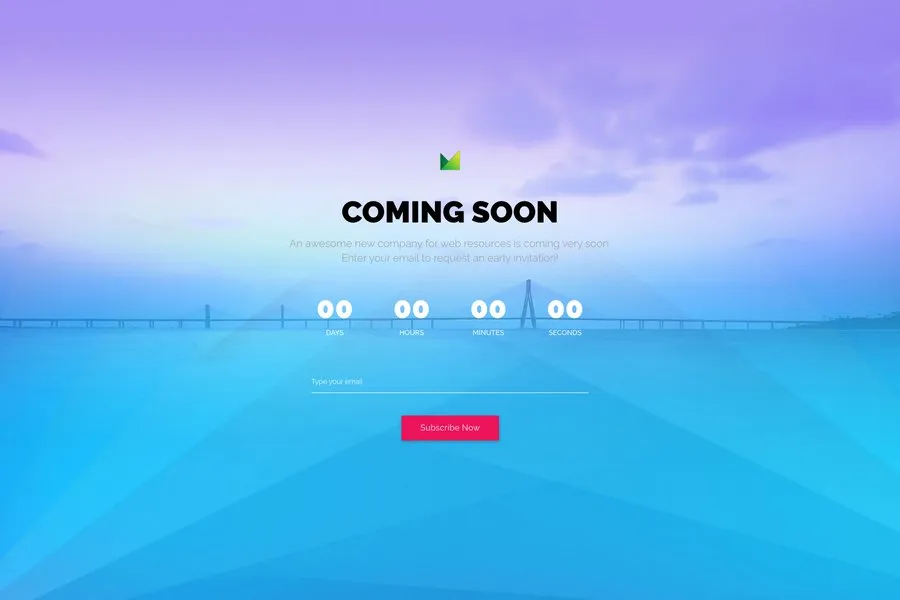 COMING SOON
An awesome new company for web resources is coming very soon
Enter your email to request an early invitation!
00 00 00 00
DAYS HOURS MINUTES SECONDS
Type your email
Subscribe Now